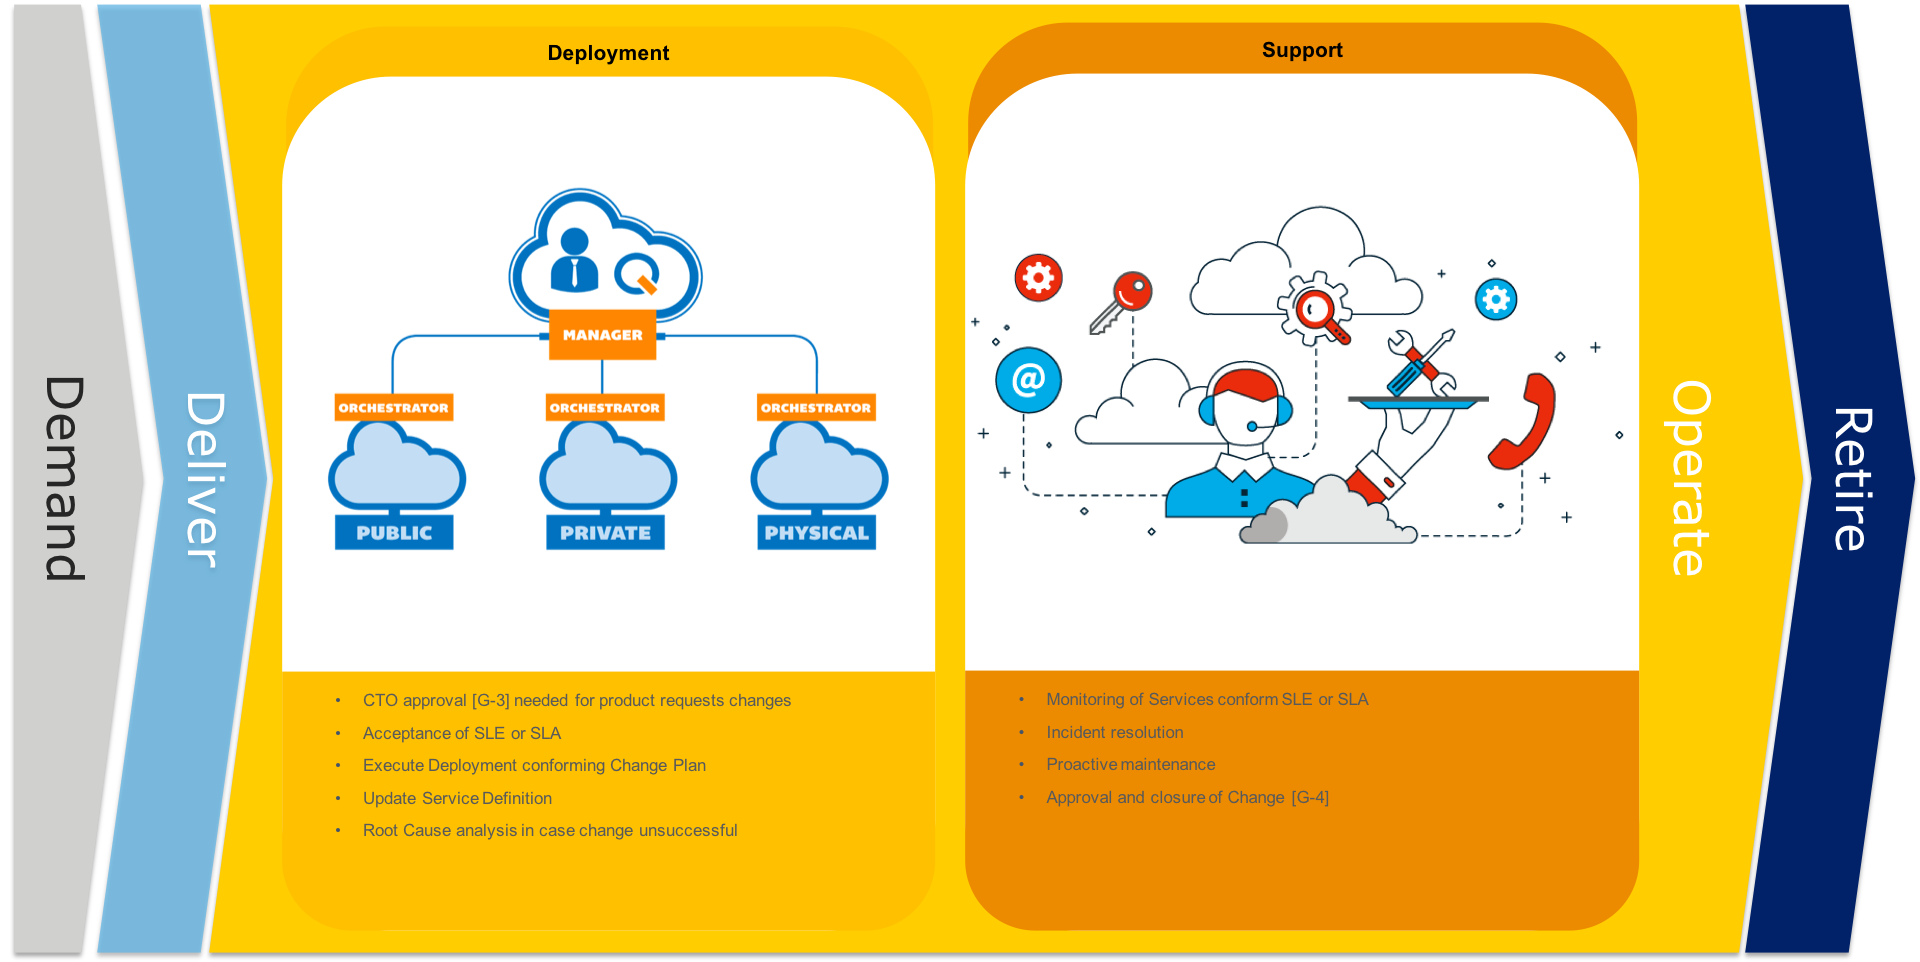 Demand
Deliver
Deployment
MANAGER
ORCHESTRATOR
ORCHESTRATOR
ORCHESTRATOR
PUBLIC
PRIVATE
PHYSICAL
• CTO approval [G-3] needed for product requests changes
• Acceptance of SLE or SLA
• Execute Deployment conforming Change Plan
• Update Service Definition
• Root Cause analysis in case change unsuccessful
Support
@
• Monitoring of Services conform SLE or SLA
• Incident resolution
• Proactive maintenance
• Approval and closure of Change [G-4]
Operate
Retire